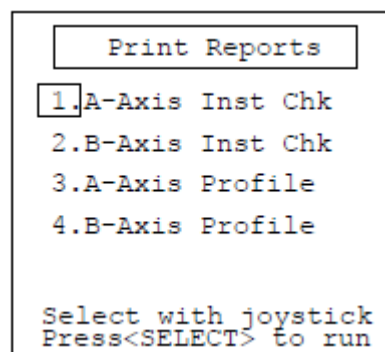 Print Reports
1.A-Axis Inst Chk
2.B-Axis Inst Chk
3.A-Axis Profile
4.B-Axis Profile
Select with joystick
Press<SELECT> to run